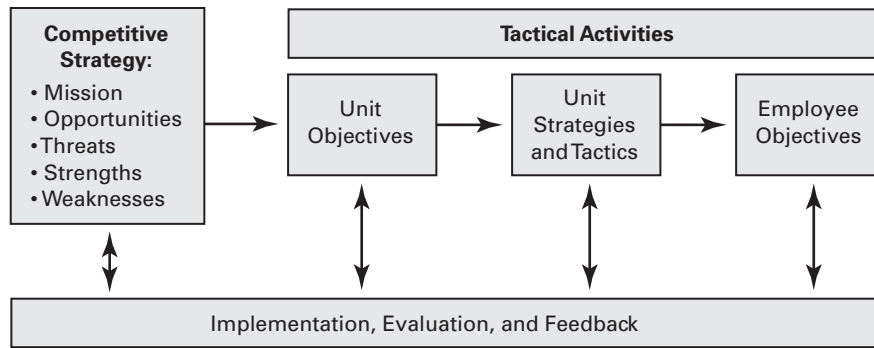 Competitive
Strategy:
• Mission
• Opportunities
• Threats
• Strengths
• Weaknesses
Tactical Activities
Unit
Objectives
Unit
Strategies
and Tactics
Employee
Objectives
Implementation, Evaluation, and Feedback